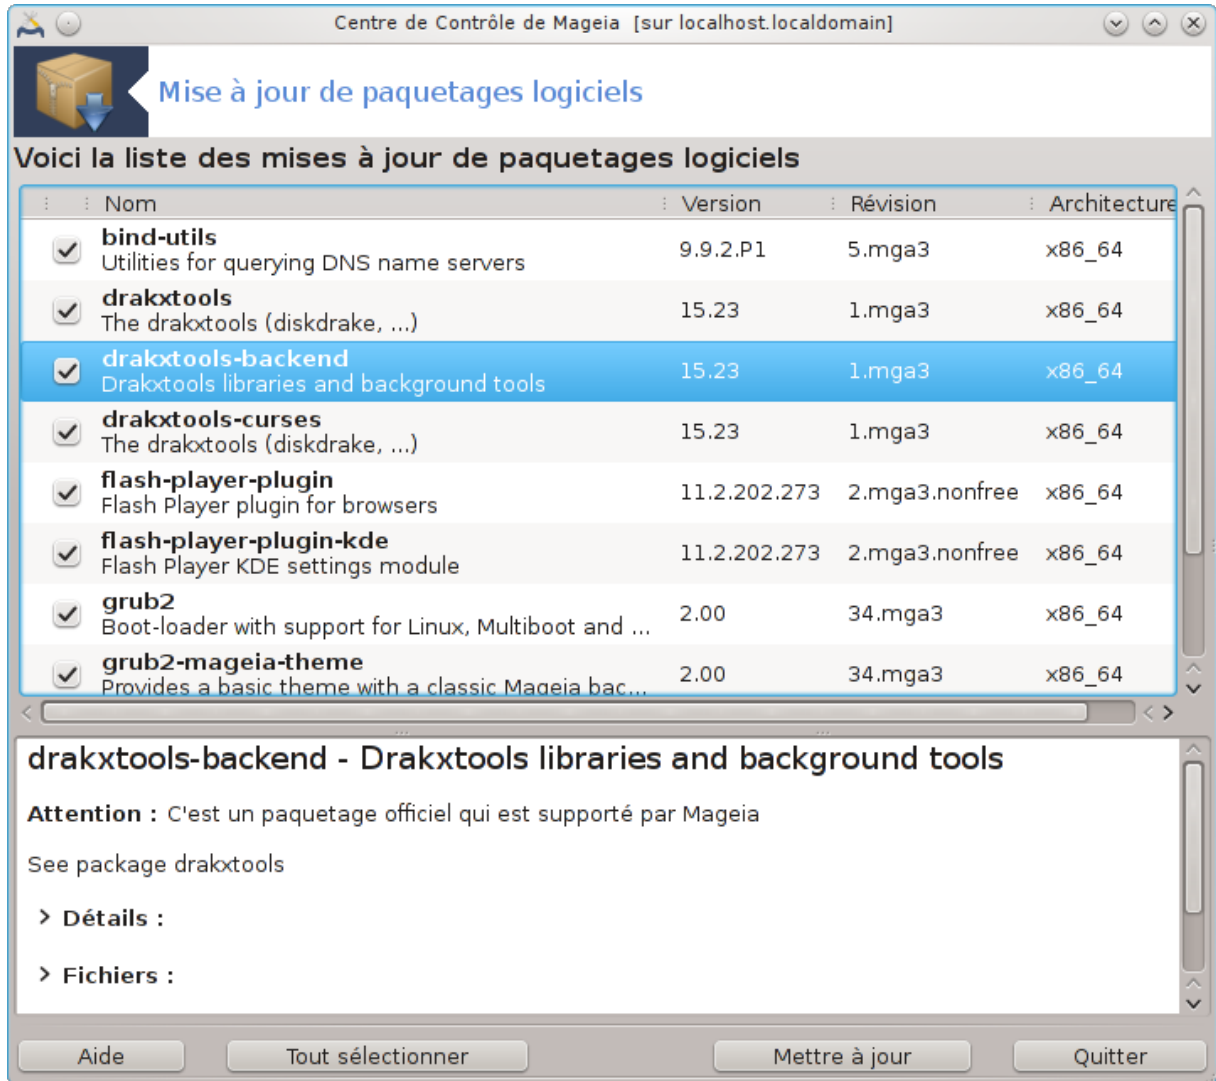 Centre de Contrôle de Mageia [sur localhost.localdomain]
Mise à jour de paquetages logiciels
Voici la liste des mises à jour de paquetages logiciels
Nom Version Révision Architecture
bind-utils
Utilities for querying DNS name servers 9.9.2.P1 5.mga3 x86_64
drakxtools
The drakxtools (diskdrake, ...) 15.23 1.mga3 x86_64
drakxtools-backend
Drakxtools libraries and background tools 15.23 1.mga3 x86_64
drakxtools-curses
The drakxtools (diskdrake, ...) 15.23 1.mga3 x86_64
flash-player-plugin
Flash Player plugin for browsers 11.2.202.273 2.mga3.nonfree x86_64
flash-player-plugin-kde
Flash Player KDE settings module 11.2.202.273 2.mga3.nonfree x86_64
grub2
Boot-loader with support for Linux, Multiboot and ... 2.00 34.mga3 x86_64
grub2-mageia-theme
Provides a basic theme with a classic Mageia bac... 2.00 34.mga3 x86_64
drakxtools-backend - Drakxtools libraries and background tools
Attention : C'est un paquetage officiel qui est supporté par Mageia
See package drakxtools
Détails :
Fichiers :
Aide Tout sélectionner Mettre à jour Quitter